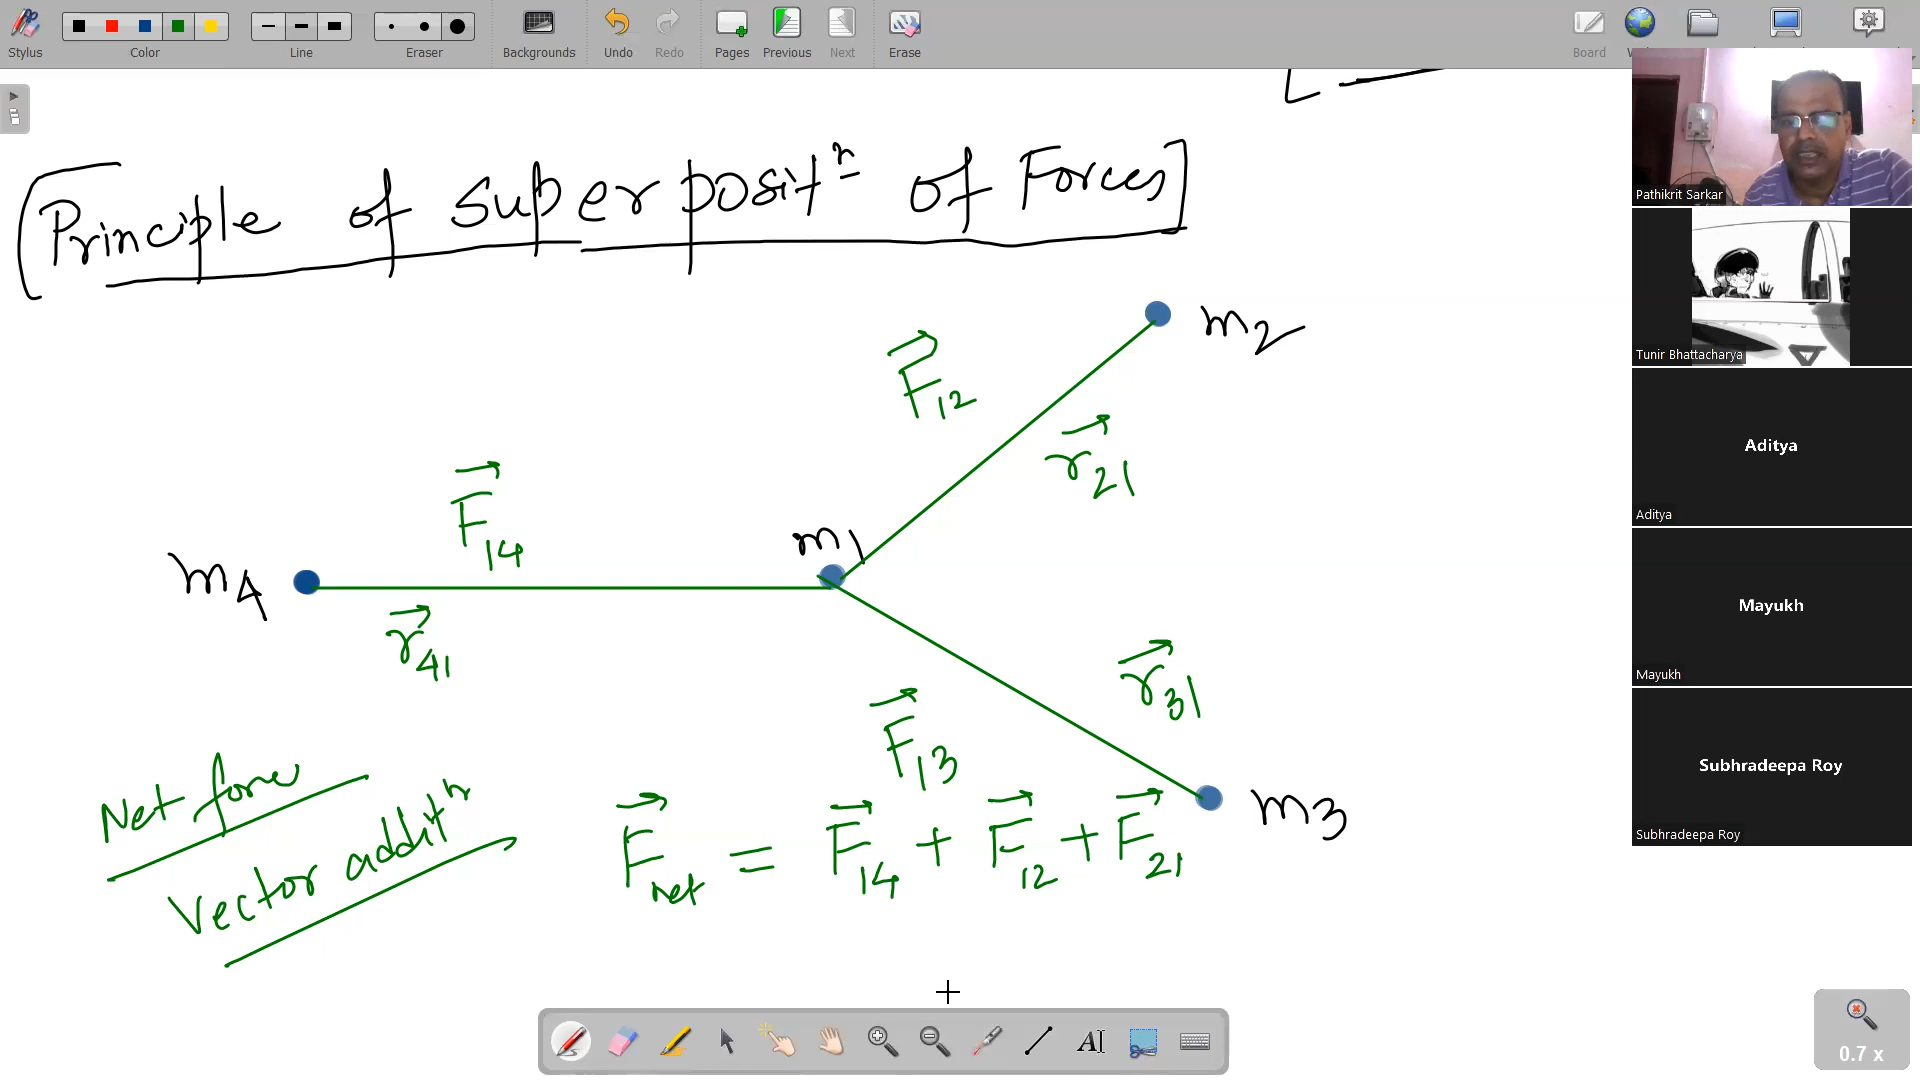 Stylus
Color
Line
Eraser
Backgrounds
Undo
Redo
Pages
Previous
Next
Erase
Board
[Principle of superpositn of Forces]
m2
F12
r21
F14
m1
m4
r41
r31
F13
m3
Net force
Vector additn
Fnet = F14 + F12 + F21
Pathikrit Sarkar
Tunir Bhattacharya
Aditya
Aditya
Mayukh
Mayukh
Subhradeepa Roy
Subhradeepa Roy
AI
0.7 x